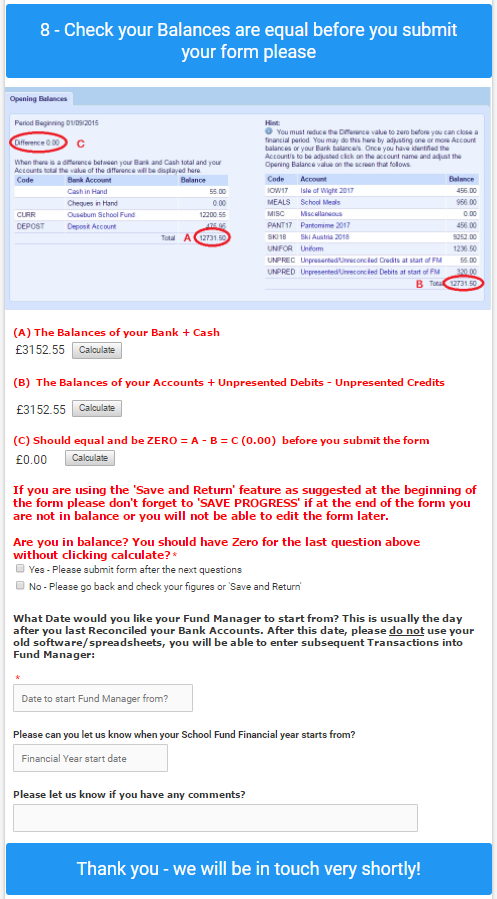 8 - Check your Balances are equal before you submit
your form please
Opening Balances
Period Beginning 01/09/2015
Difference 0.00 C
When there is a difference between your Bank and Cash total and your
Accounts total the value of the difference will be displayed here.
Code Bank Account Balance
Cash in Hand 55.00
Cheques in Hand 0.00
CURR Ouseburn School Fund 12200.55
DEPOST Deposit Account 475.95
Total A 12731.50
Hint:
You must reduce the Difference value to zero before you can close a
financial period. You may do this here by adjusting one or more Account
balances or your Bank balance/s. Once you have identified the
Account/s to be adjusted click on the account name and adjust the
Opening Balance value on the screen that follows.
Code Account Balance
IOW17 Isle of Wight 2017 456.00
MEALS School Meals 956.00
MISC Miscellaneous 0.00
PANT17 Pantomime 2017 456.00
SKI18 Ski Austria 2018 9252.00
UNIFOR Uniform 1236.50
UNPREC Unpresented/Unreconciled Credits at start of FM 55.00
UNPRED Unpresented/Unreconciled Debits at start of FM 320.00
B Total 12731.50
(A) The Balances of your Bank + Cash
£3152.55 Calculate
(B) The Balances of your Accounts + Unpresented Debits - Unpresented Credits
£3152.55 Calculate
(C) Should equal and be ZERO = A - B = C (0.00) before you submit the form
£0.00 Calculate
If you are using the 'Save and Return' feature as suggested at the beginning of
the form please don't forget to 'SAVE PROGRESS' if at the end of the form you
are not in balance or you will not be able to edit the form later.
Are you in balance? You should have Zero for the last question above
without clicking calculate? *
Yes - Please submit form after the next questions
No - Please go back and check your figures or 'Save and Return'
What Date would you like your Fund Manager to start from? This is usually the day
after you last Reconciled your Bank Accounts. After this date, please do not use your
old software/spreadsheets, you will be able to enter subsequent Transactions into
Fund Manager:
*
Date to start Fund Manager from?
Please can you let us know when your School Fund Financial year starts from?
Financial Year start date
Please let us know if you have any comments?
Thank you - we will be in touch very shortly!